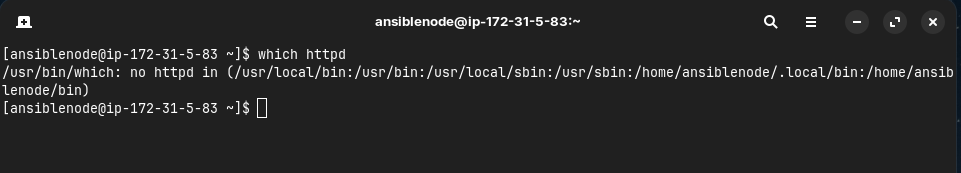 ansiblenode@ip-172-31-5-83:~
[ansiblenode@ip-172-31-5-83 ~]$ which httpd
/usr/bin/which: no httpd in (/usr/local/bin:/usr/bin:/usr/local/sbin:/usr/sbin:/home/ansiblenode/.local/bin:/home/ansib
lenode/bin)
[ansiblenode@ip-172-31-5-83 ~]$